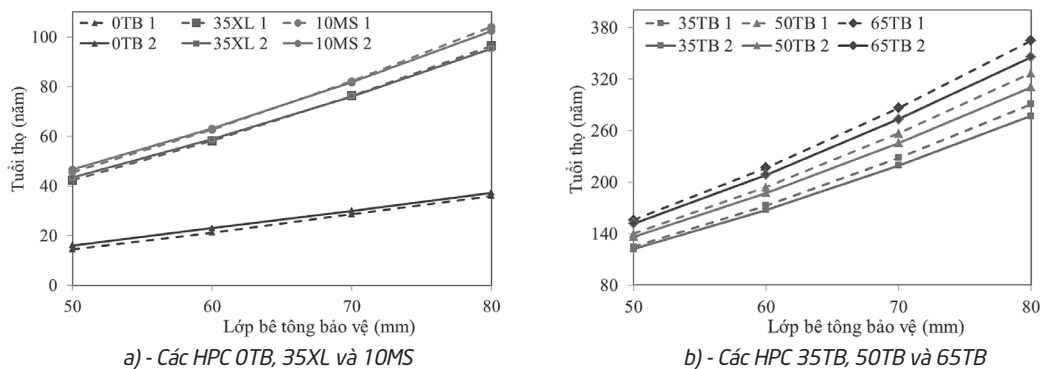 0TB 1 35XL 1 10MS 1
0TB 2 35XL 2 10MS 2
100
80
60
40
20
0
50 60 70 80
Tuổi thọ (năm)
Lớp bê tông bảo vệ (mm)
a) - Các HPC 0TB, 35XL và 10MS
35TB 1 50TB 1 65TB 1
35TB 2 50TB 2 65TB 2
380
320
260
200
140
80
50 60 70 80
Tuổi thọ (năm)
Lớp bê tông bảo vệ (mm)
b) - Các HPC 35TB, 50TB và 65TB